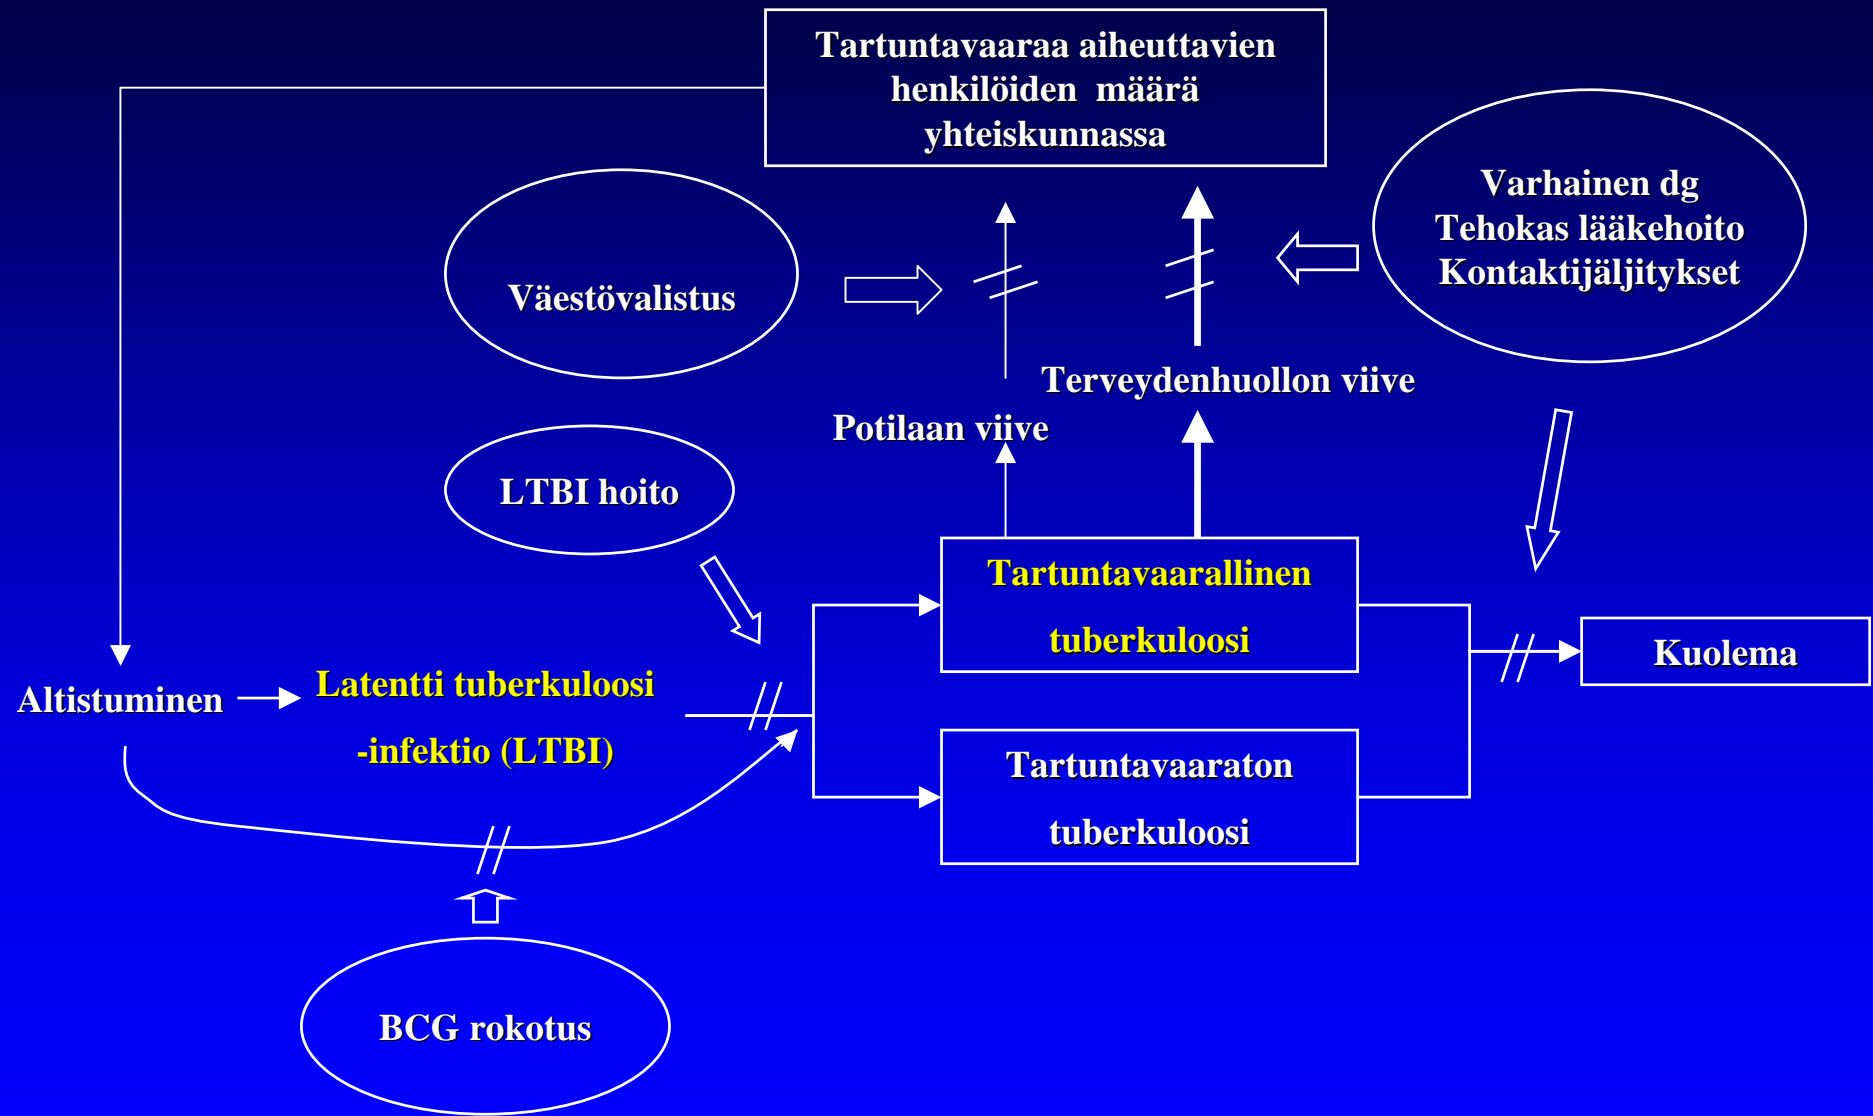 Tartuntavaaraa aiheuttavien
henkilöiden määrä
yhteiskunnassa
Varhainen dg
Tehokas lääkehoito
Kontaktijäljitykset
Väestövalistus
Terveydenhuollon viive
Potilaan viive
LTBI hoito
Tartuntavaarallinen
tuberkuloosi
Kuolema
Altistuminen
Latentti tuberkuloosi
-infektio (LTBI)
Tartuntavaaraton
tuberkuloosi
BCG rokotus